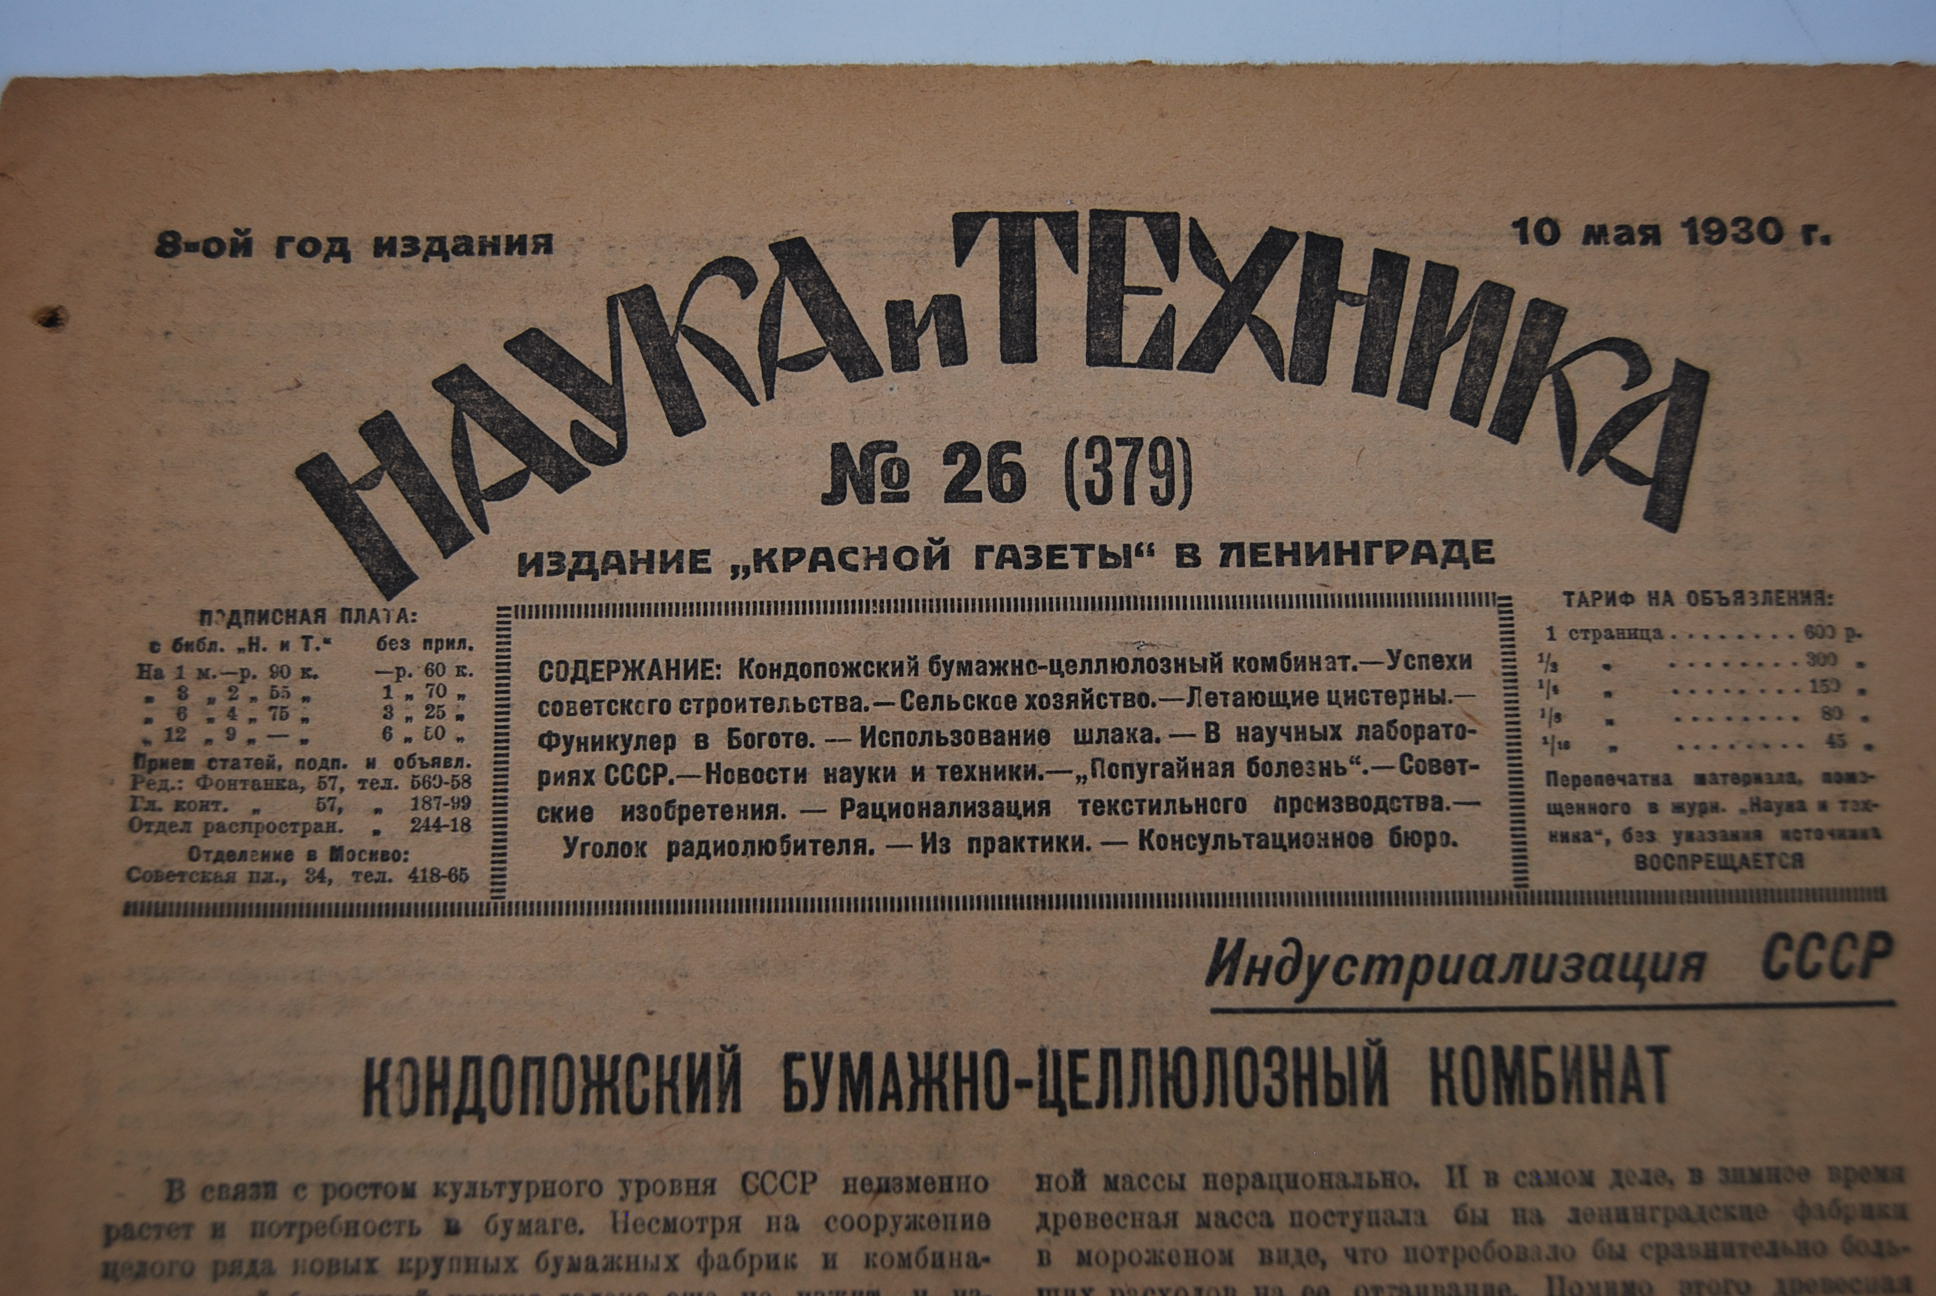 8-ой год издания
10 мая 1930 г.
НАУКА и ТЕХНИКА
№ 26 (379)
ИЗДАНИЕ „КРАСНОЙ ГАЗЕТЫ“ В ЛЕНИНГРАДЕ
ПОДПИСНАЯ ПЛАТА:
с библ. „Н. и Т.“ без прил.
На 1 м.—р. 90 к. —р. 60 к.
„ 3 „ 2 „ 55 „ 1 „ 70 „
„ 6 „ 4 „ 75 „ 3 „ 25 „
„ 12 „ 9 „ — „ 6 „ 50 „
Прием статей, подп. и объявл.
Ред.: Фонтанка, 57, тел. 560-58
Гл. конт. „ 57, „ 187-99
Отдел распростран. „ 244-18
Отделение в Москве:
Советская пл., 34, тел. 418-65
СОДЕРЖАНИЕ: Кондопожский бумажно-целлюлозный комбинат.—Успехи
советского строительства.—Сельское хозяйство.—Летающие цистерны.—
Фуникулер в Боготе. — Использование шлака. — В научных лаборато-
риях СССР.—Новости науки и техники.—„Попугайная болезнь“.—Совет-
ские изобретения. — Рационализация текстильного производства.—
Уголок радиолюбителя. — Из практики. — Консультационное бюро.
ТАРИФ НА ОБЪЯВЛЕНИЯ:
1 страница........600 р.
1/2 „ ........300 „
1/4 „ ........150 „
1/8 „ ........80 „
1/16 „ ........45 „
Перепечатка материала, поме-
щенного в журн. „Наука и тех-
ника“, без указания источника
ВОСПРЕЩАЕТСЯ
Индустриализация СССР
КОНДОПОЖСКИЙ БУМАЖНО-ЦЕЛЛЮЛОЗНЫЙ КОМБИНАТ
В связи с ростом культурного уровня СССР неизменно
растет и потребность в бумаге. Несмотря на сооружение
целого ряда новых крупных бумажных фабрик и комбина-
ной массы нерационально. И в самом деле, в зимнее время
древесная масса поступала бы на ленинградские фабрики
в мороженом виде, что потребовало бы сравнительно боль-
ших расходов на ее оттаивание. Помимо этого древесная